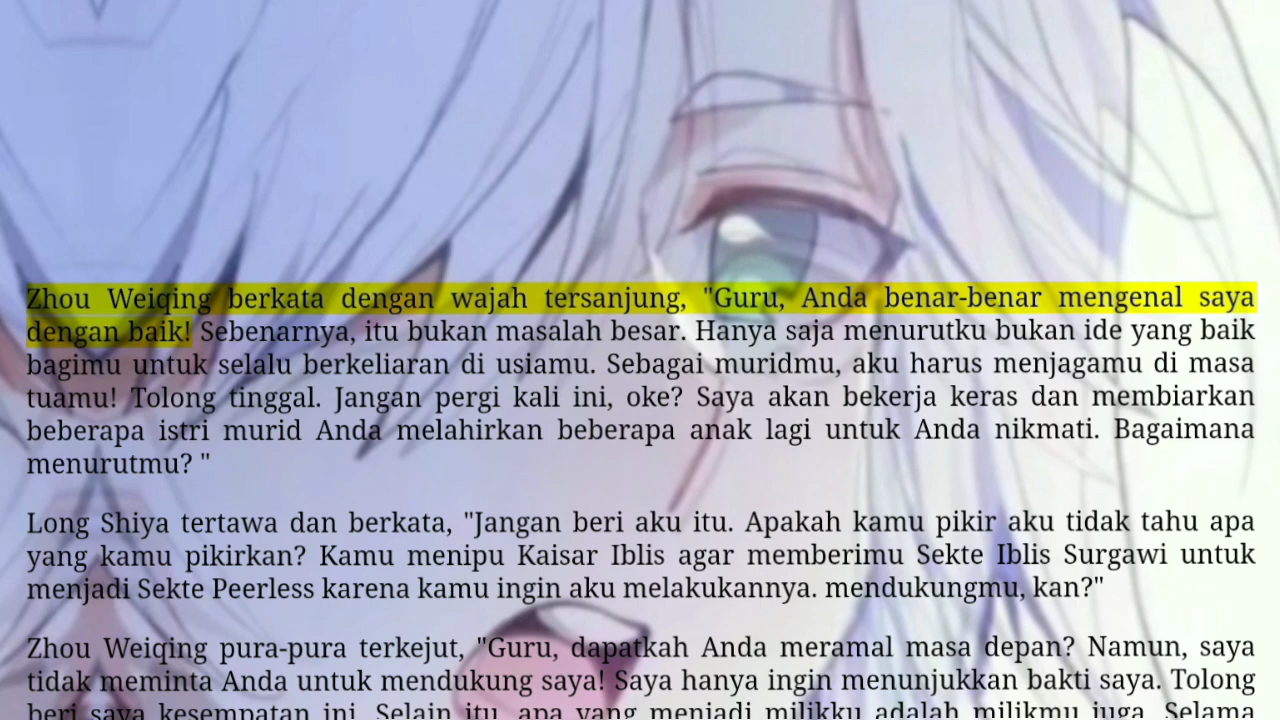 Zhou Weiqing berkata dengan wajah tersanjung, "Guru, Anda benar-benar mengenal saya
dengan baik! Sebenarnya, itu bukan masalah besar. Hanya saja menurutku bukan ide yang baik
bagimu untuk selalu berkeliaran di usiamu. Sebagai muridmu, aku harus menjagamu di masa
tuamu! Tolong tinggal. Jangan pergi kali ini, oke? Saya akan bekerja keras dan membiarkan
beberapa istri murid Anda melahirkan beberapa anak lagi untuk Anda nikmati. Bagaimana
menurutmu? "
Long Shiya tertawa dan berkata, "Jangan beri aku itu. Apakah kamu pikir aku tidak tahu apa
yang kamu pikirkan? Kamu menipu Kaisar Iblis agar memberimu Sekte Iblis Surgawi untuk
menjadi Sekte Peerless karena kamu ingin aku melakukannya. mendukungmu, kan?"
Zhou Weiqing pura-pura terkejut, "Guru, dapatkah Anda meramal masa depan? Namun, saya
tidak meminta Anda untuk mendukung saya! Saya hanya ingin menunjukkan bakti saya. Tolong
beri saya kesempatan ini. Selain itu, apa yang menjadi milikku adalah milikmu juga. Selama